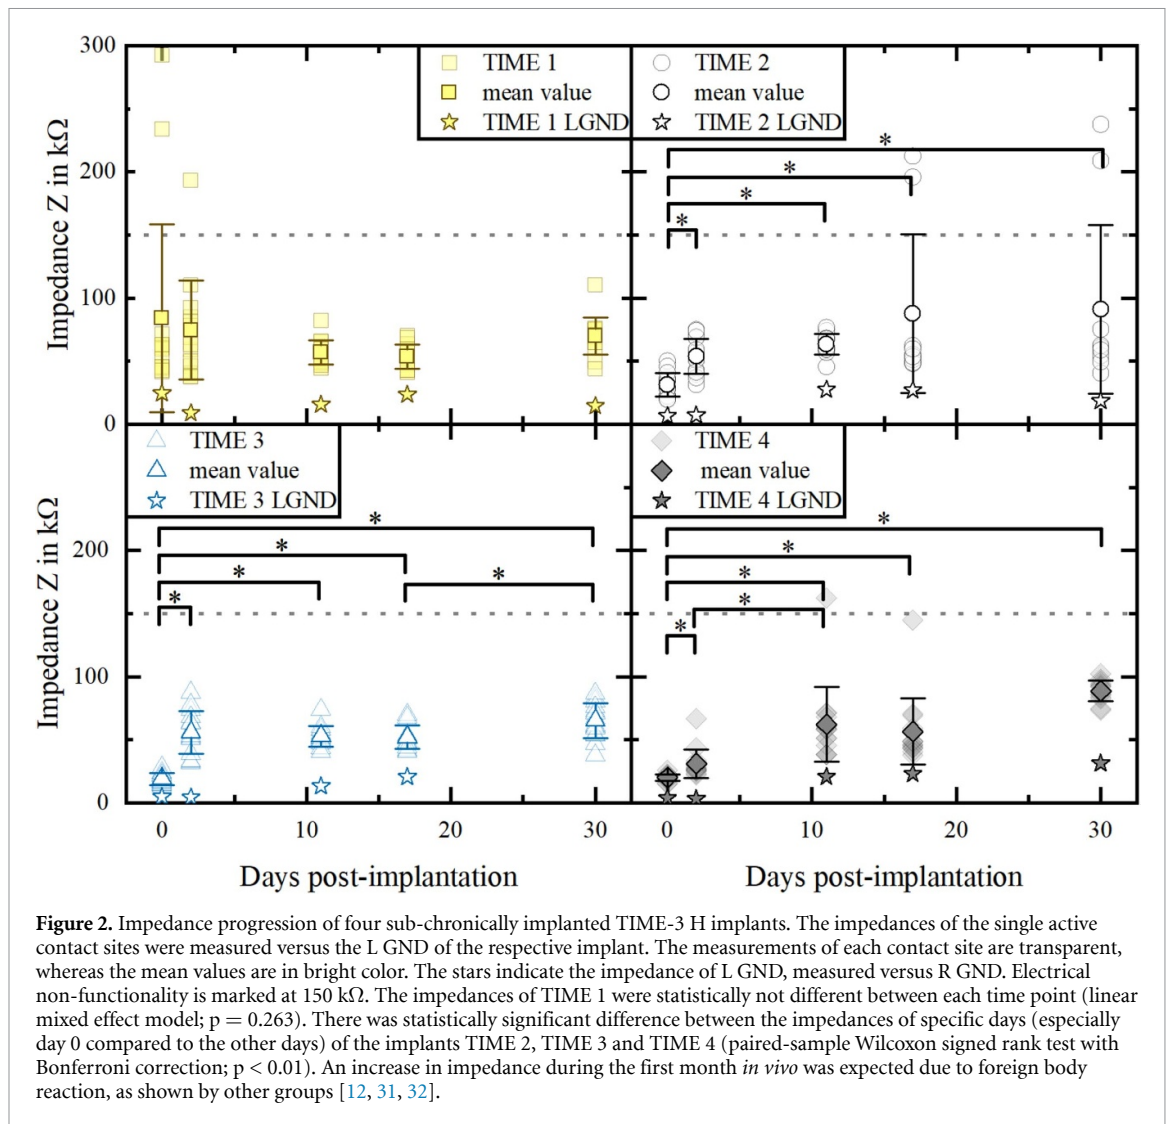 300
200
100
0
Impedance Z in kΩ
TIME 1
mean value
TIME 1 LGND
TIME 2
mean value
TIME 2 LGND
*
*
*
*
200
100
0
Impedance Z in kΩ
TIME 3
mean value
TIME 3 LGND
*
*
*
*
*
TIME 4
mean value
TIME 4 LGND
*
*
*
*
*
0 10 20 30
0 10 20 30
Days post-implantation
Days post-implantation
Figure 2. Impedance progression of four sub-chronically implanted TIME-3 H implants. The impedances of the single active
contact sites were measured versus the L GND of the respective implant. The measurements of each contact site are transparent,
whereas the mean values are in bright color. The stars indicate the impedance of L GND, measured versus R GND. Electrical
non-functionality is marked at 150 kΩ. The impedances of TIME 1 were statistically not different between each time point (linear
mixed effect model; p = 0.263). There was statistically significant difference between the impedances of specific days (especially
day 0 compared to the other days) of the implants TIME 2, TIME 3 and TIME 4 (paired-sample Wilcoxon signed rank test with
Bonferroni correction; p < 0.01). An increase in impedance during the first month in vivo was expected due to foreign body
reaction, as shown by other groups [12, 31, 32].